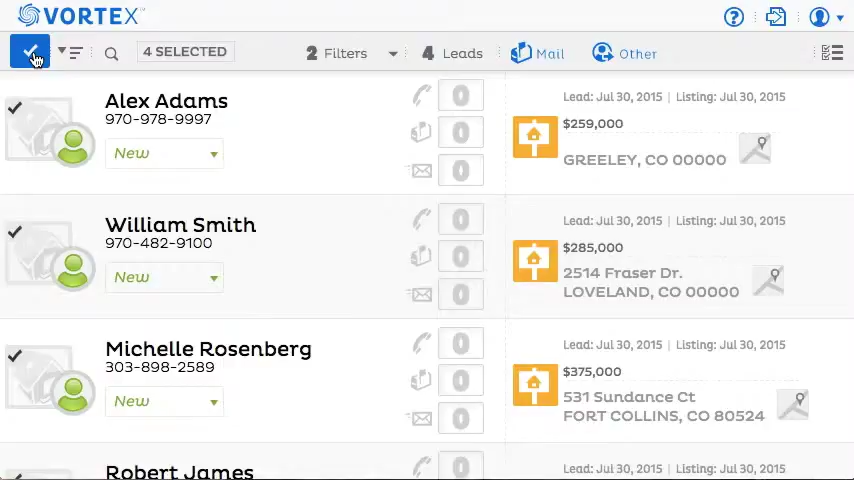 VORTEX™
4 SELECTED
2 Filters
4 Leads
Mail
Other
Alex Adams
970-978-9997
New
0
0
0
Lead: Jul 30, 2015 | Listing: Jul 30, 2015
$259,000
GREELEY, CO 00000
William Smith
970-482-9100
New
0
0
0
Lead: Jul 30, 2015 | Listing: Jul 30, 2015
$285,000
2514 Fraser Dr.
LOVELAND, CO 00000
Michelle Rosenberg
303-898-2589
New
0
0
0
Lead: Jul 30, 2015 | Listing: Jul 30, 2015
$375,000
531 Sundance Ct
FORT COLLINS, CO 80524
Robert James
0
Lead: Jul 30, 2015 | Listing: Jul 30, 2015